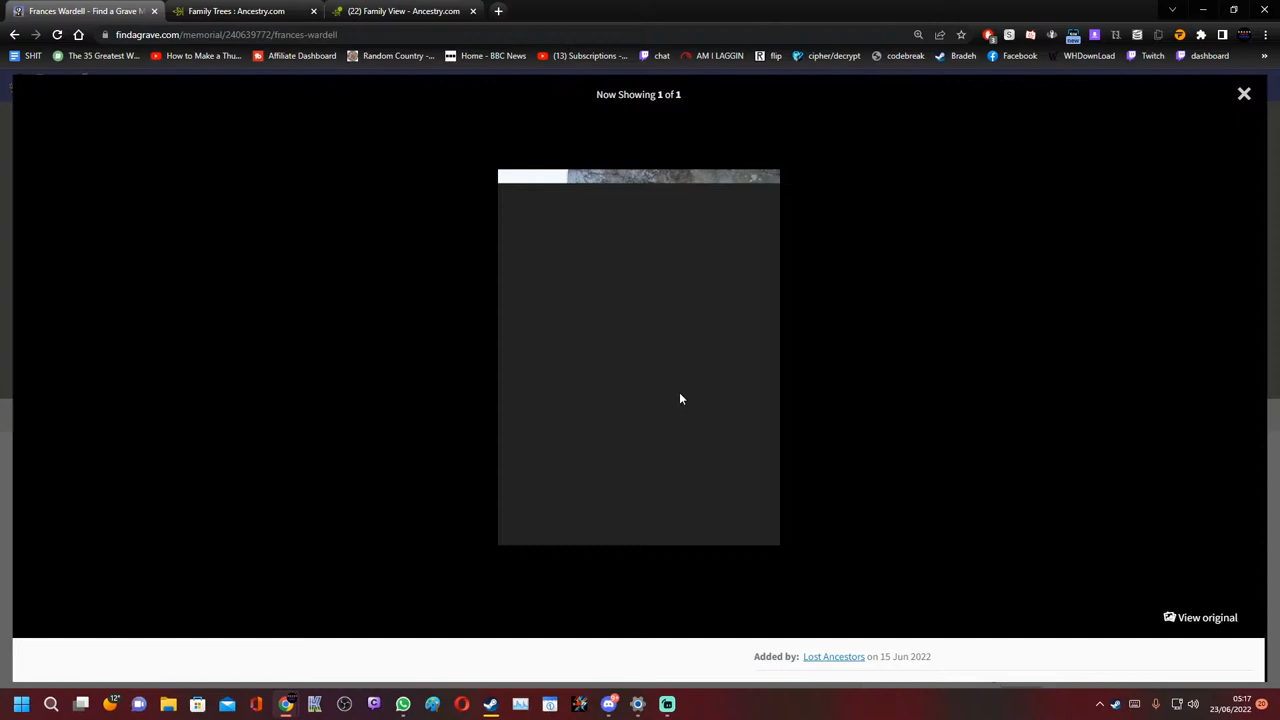 Frances Wardell - Find a Grave M
Family Trees : Ancestry.com
(22) Family View - Ancestry.com
findagrave.com/memorial/240639772/frances-wardell
SHIT
The 35 Greatest W...
How to Make a Thu...
Affiliate Dashboard
Random Country -...
Home - BBC News
(13) Subscriptions -...
chat
AM I LAGGIN
flip
cipher/decrypt
codebreak
Bradeh
Facebook
WHDownLoad
Twitch
dashboard
»
Now Showing 1 of 1
View original
Added by: Lost Ancestors on 15 Jun 2022
12°
05:17
23/06/2022
20